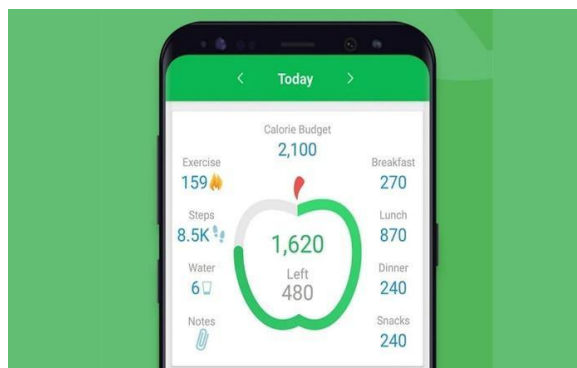 Today
Calorie Budget
2,100
Exercise
159
Steps
8.5K
Water
6
Notes
1,620
Left
480
Breakfast
270
Lunch
870
Dinner
240
Snacks
240